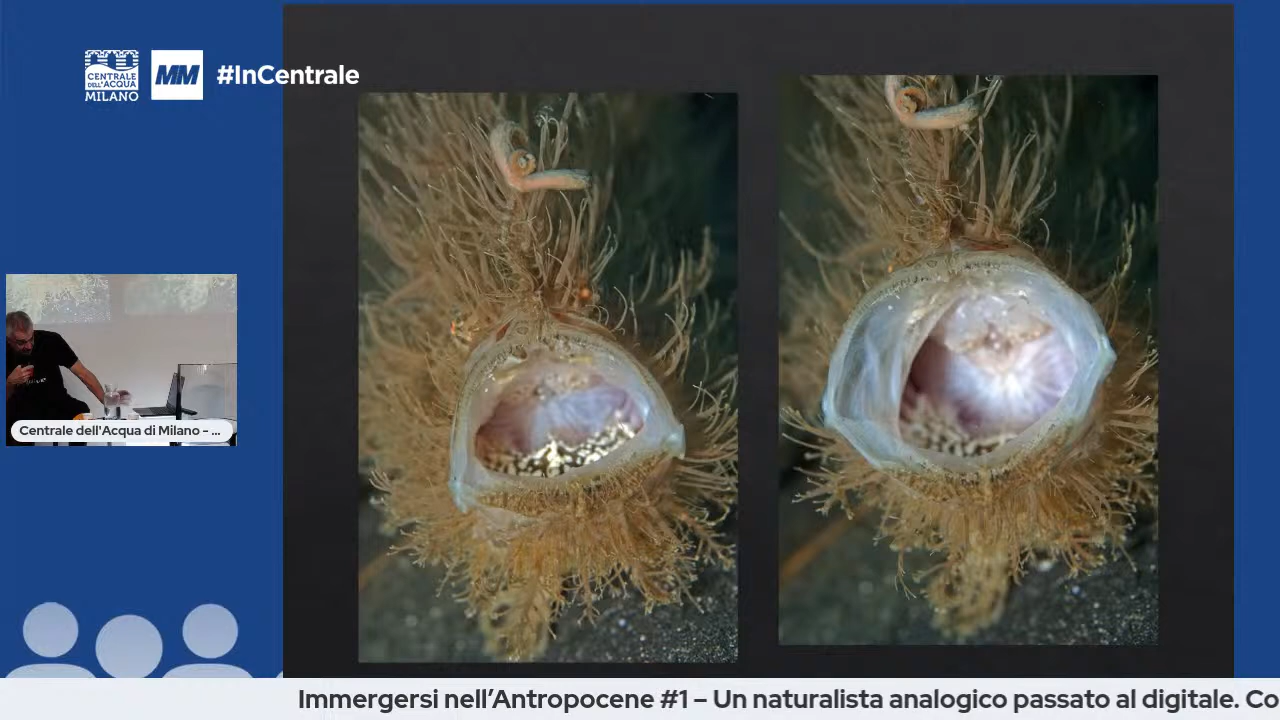 CENTRALE
DELL'ACQUA
MILANO
MM
#InCentrale
Centrale dell'Acqua di Milano - ...
Immergersi nell’Antropocene #1 – Un naturalista analogico passato al digitale. Co